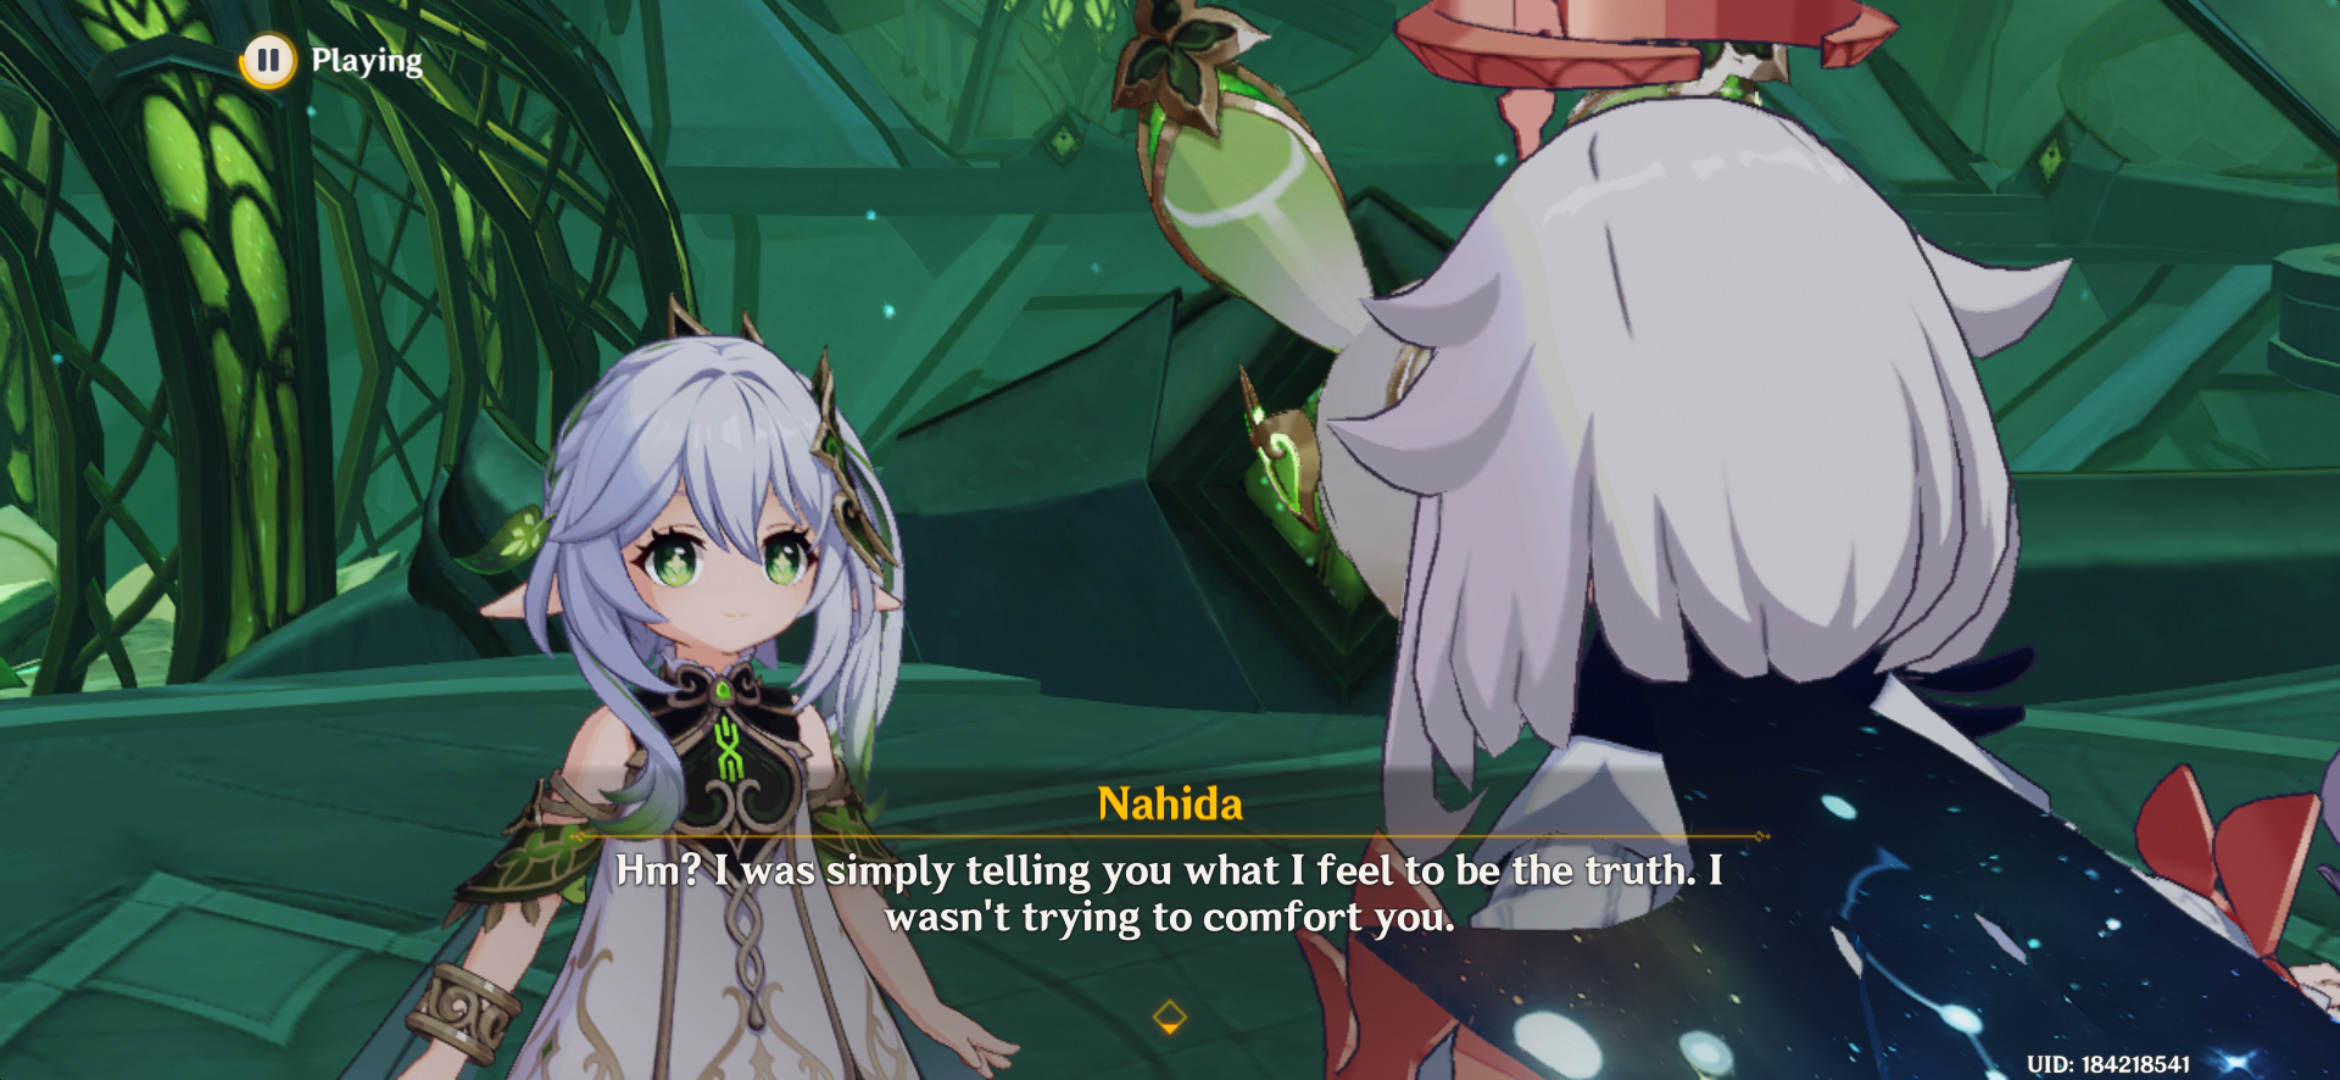 Playing
Nahida
Hm? I was simply telling you what I feel to be the truth. I
wasn't trying to comfort you.
UID: 184218541